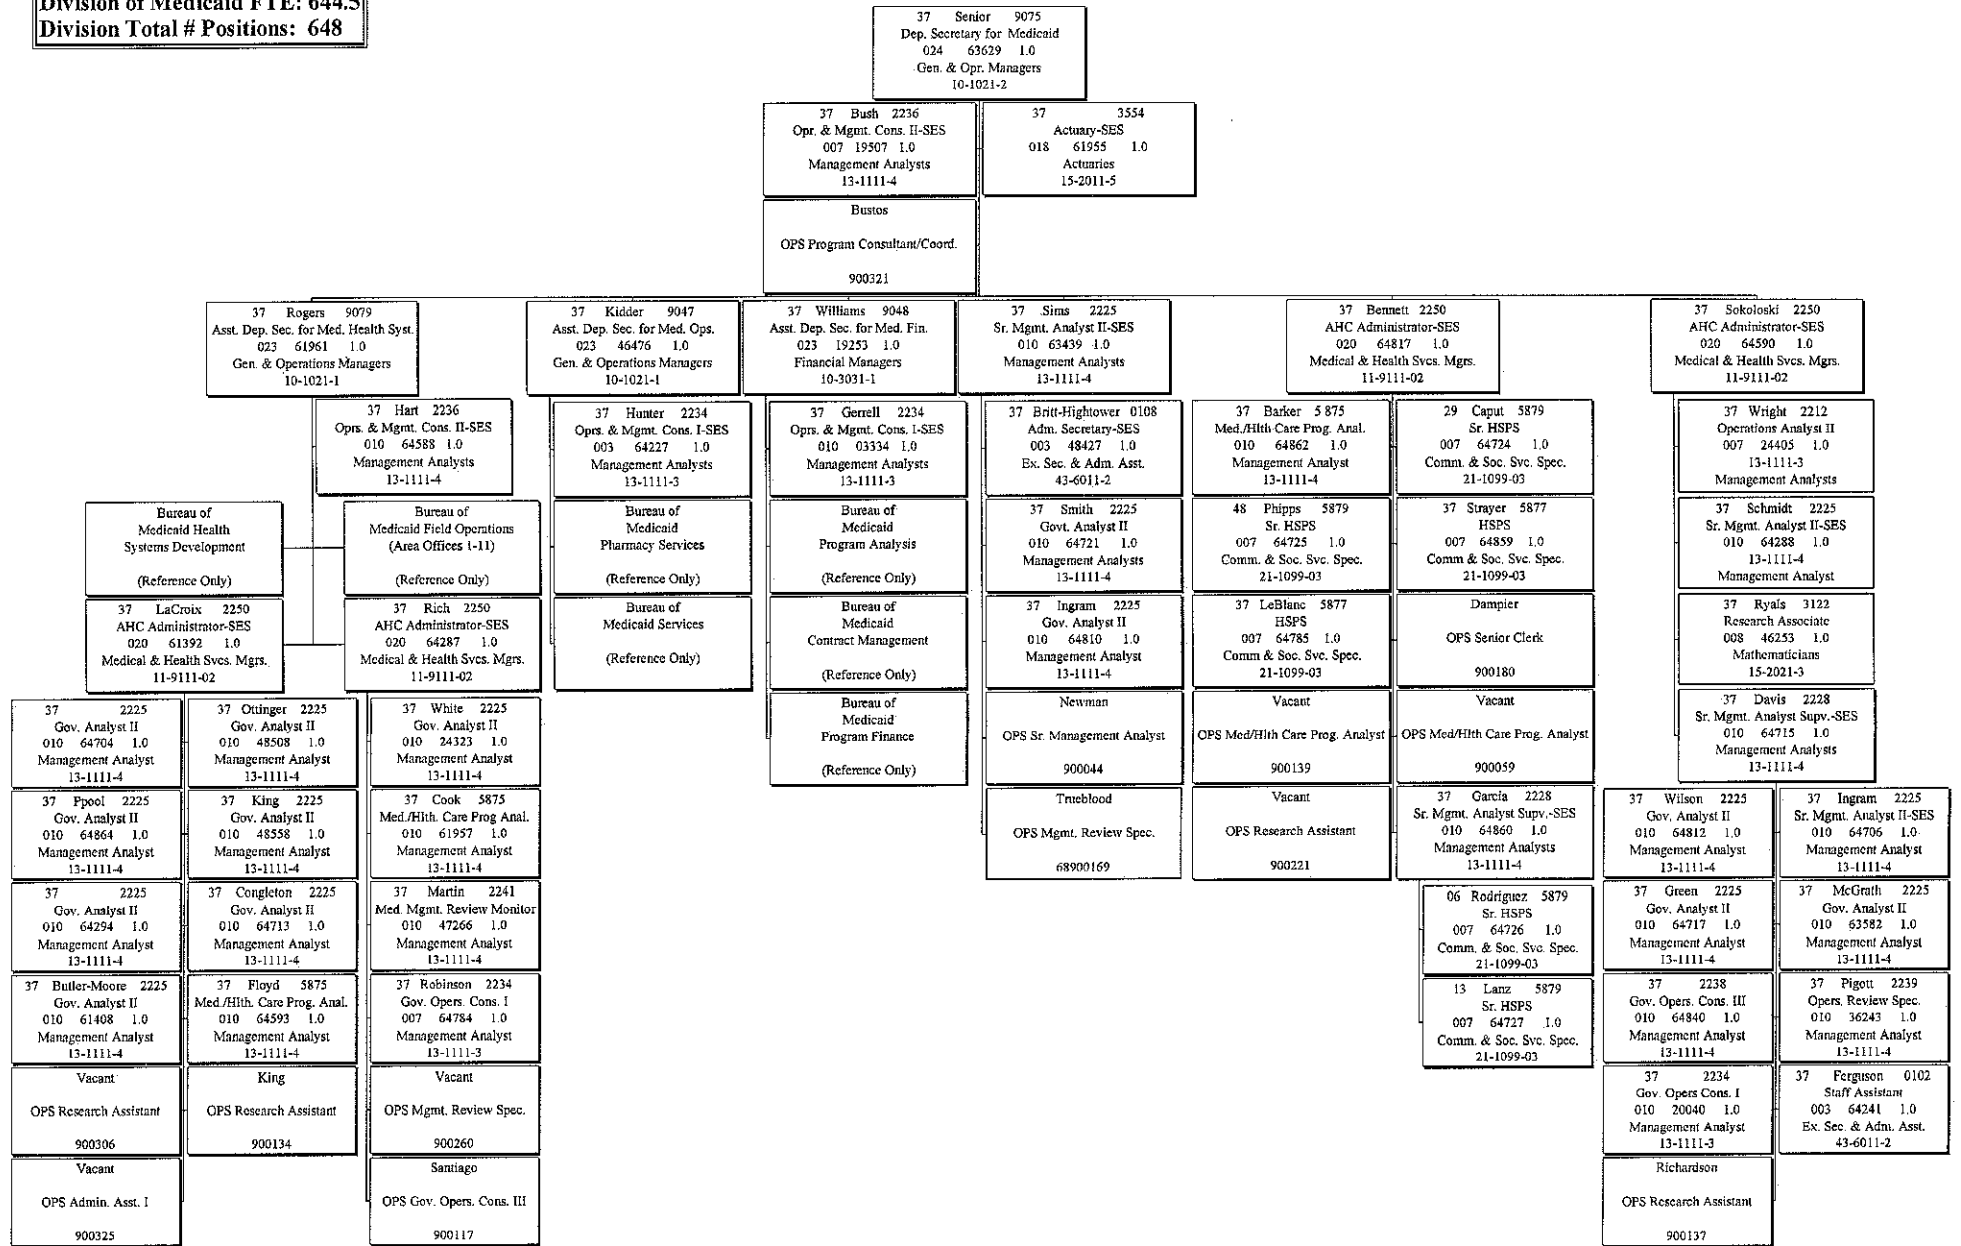 Division of Medicaid FTE: 644.5
Division Total # Positions: 648
37 Senior 9075
Dep. Secretary for Medicaid
024 63629 1.0
Gen. & Opr. Managers
10-1021-2
37 Bush 2236
Opr. & Mgmt. Cons. II-SES
007 19507 1.0
Management Analysts
13-1111-4
37 3554
Actuary-SES
018 61955 1.0
Actuaries
15-2011-5
Bustos
OPS Program Consultant/Coord.
900321
37 Rogers 9079
Asst. Dep. Sec. for Med. Health Syst.
023 61961 1.0
Gen. & Operations Managers
10-1021-1
37 Kidder 9047
Asst. Dep. Sec. for Med. Ops.
023 46476 1.0
Gen. & Operations Managers
10-1021-1
37 Williams 9048
Asst. Dep. Sec. for Med. Fin.
023 19253 1.0
Financial Managers
10-3031-1
37 Sims 2225
Sr. Mgmt. Analyst II-SES
010 63439 1.0
Management Analysts
13-1111-4
37 Bennett 2250
AHC Administrator-SES
020 64817 1.0
Medical & Health Svcs. Mgrs.
11-9111-02
37 Sokoloski 2250
AHC Administrator-SES
020 64590 1.0
Medical & Health Svcs. Mgrs.
11-9111-02
37 Hart 2236
Oprs. & Mgmt. Cons. II-SES
010 64588 1.0
Management Analysts
13-1111-4
37 Hunter 2234
Oprs. & Mgmt. Cons. I-SES
003 64227 1.0
Management Analysts
13-1111-3
37 Gerrell 2234
Oprs. & Mgmt. Cons. I-SES
010 03334 1.0
Management Analysts
13-1111-3
37 Britt-Hightower 0108
Adm. Secretary-SES
003 48427 1.0
Ex. Sec. & Adm. Asst.
43-6011-2
37 Barker 5 875
Med./Hlth Care Prog. Anal.
010 64862 1.0
Management Analyst
13-1111-4
29 Caput 5879
Sr. HSPS
007 64724 1.0
Comm. & Soc. Svc. Spec.
21-1099-03
37 Wright 2212
Operations Analyst II
007 24405 1.0
13-1111-3
Management Analysts
Bureau of
Medicaid Health
Systems Development
(Reference Only)
Bureau of
Medicaid Field Operations
(Area Offices 1-11)
(Reference Only)
Bureau of
Medicaid
Pharmacy Services
(Reference Only)
Bureau of
Medicaid
Program Analysis
(Reference Only)
37 Smith 2225
Govt. Analyst II
010 64721 1.0
Management Analysts
13-1111-4
48 Phipps 5879
Sr. HSPS
007 64725 1.0
Comm. & Soc. Svc. Spec.
21-1099-03
37 Strayer 5877
HSPS
007 64859 1.0
Comm & Soc. Svc. Spec.
21-1099-03
37 Schmidt 2225
Sr. Mgmt. Analyst II-SES
010 64288 1.0
13-1111-4
Management Analyst
37 LaCroix 2250
AHC Administrator-SES
020 61392 1.0
Medical & Health Svcs. Mgrs.
11-9111-02
37 Rich 2250
AHC Administrator-SES
020 64287 1.0
Medical & Health Svcs. Mgrs.
11-9111-02
Bureau of
Medicaid Services
(Reference Only)
Bureau of
Medicaid
Contract Management
(Reference Only)
37 Ingram 2225
Gov. Analyst II
010 64810 1.0
Management Analyst
13-1111-4
37 LeBlanc 5877
HSPS
007 64785 1.0
Comm & Soc. Svc. Spec.
21-1099-03
Dampier
OPS Senior Clerk
900180
37 Ryals 3122
Research Associate
008 46253 1.0
Mathematicians
15-2021-3
37 2225
Gov. Analyst II
010 64704 1.0
Management Analyst
13-1111-4
37 Ottinger 2225
Gov. Analyst II
010 48508 1.0
Management Analyst
13-1111-4
37 White 2225
Gov. Analyst II
010 24323 1.0
Management Analyst
13-1111-4
Bureau of
Medicaid
Program Finance
(Reference Only)
Newman
OPS Sr. Management Analyst
900044
Vacant
OPS Med/Hlth Care Prog. Analyst
900139
Vacant
OPS Med/Hlth Care Prog. Analyst
900059
37 Davis 2228
Sr. Mgmt. Analyst Supv.-SES
010 64715 1.0
Management Analysts
13-1111-4
37 Ppool 2225
Gov. Analyst II
010 64864 1.0
Management Analyst
13-1111-4
37 King 2225
Gov. Analyst II
010 48558 1.0
Management Analyst
13-1111-4
37 Cook 5875
Med./Hlth. Care Prog Anal.
010 61957 1.0
Management Analyst
13-1111-4
Trueblood
OPS Mgmt. Review Spec.
68900169
Vacant
OPS Research Assistant
900221
37 Garcia 2228
Sr. Mgmt. Analyst Supv.-SES
010 64860 1.0
Management Analysts
13-1111-4
37 Wilson 2225
Gov. Analyst II
010 64812 1.0
Management Analyst
13-1111-4
37 Ingram 2225
Sr. Mgmt. Analyst II-SES
010 64706 1.0
Management Analyst
13-1111-4
37 2225
Gov. Analyst II
010 64294 1.0
Management Analyst
13-1111-4
37 Congleton 2225
Gov. Analyst II
010 64713 1.0
Management Analyst
13-1111-4
37 Martin 2241
Med. Mgmt. Review Monitor
010 47266 1.0
Management Analyst
13-1111-4
06 Rodriguez 5879
Sr. HSPS
007 64726 1.0
Comm. & Soc. Svc. Spec.
21-1099-03
37 Green 2225
Gov. Analyst II
010 64717 1.0
Management Analyst
13-1111-4
37 McGrath 2225
Gov. Analyst II
010 63582 1.0
Management Analyst
13-1111-4
37 Butler-Moore 2225
Gov. Analyst II
010 61408 1.0
Management Analyst
13-1111-4
37 Floyd 5875
Med./Hlth. Care Prog. Anal.
010 64593 1.0
Management Analyst
13-1111-4
37 Robinson 2234
Gov. Opers. Cons. I
007 64784 1.0
Management Analyst
13-1111-3
13 Lanz 5879
Sr. HSPS
007 64727 1.0
Comm. & Soc. Svc. Spec.
21-1099-03
37 2238
Gov. Opers. Cons. III
010 64840 1.0
Management Analyst
13-1111-4
37 Pigott 2239
Opers. Review Spec.
010 36243 1.0
Management Analyst
13-1111-4
Vacant
OPS Research Assistant
900306
King
OPS Research Assistant
900134
Vacant
OPS Mgmt. Review Spec.
900260
37 2234
Gov. Opers Cons. I
010 20040 1.0
Management Analyst
13-1111-3
37 Ferguson 0102
Staff Assistant
003 64241 1.0
Ex. Sec. & Adm. Asst.
43-6011-2
Vacant
OPS Admin. Asst. I
900325
Santiago
OPS Gov. Opers. Cons. III
900117
Richardson
OPS Research Assistant
900137